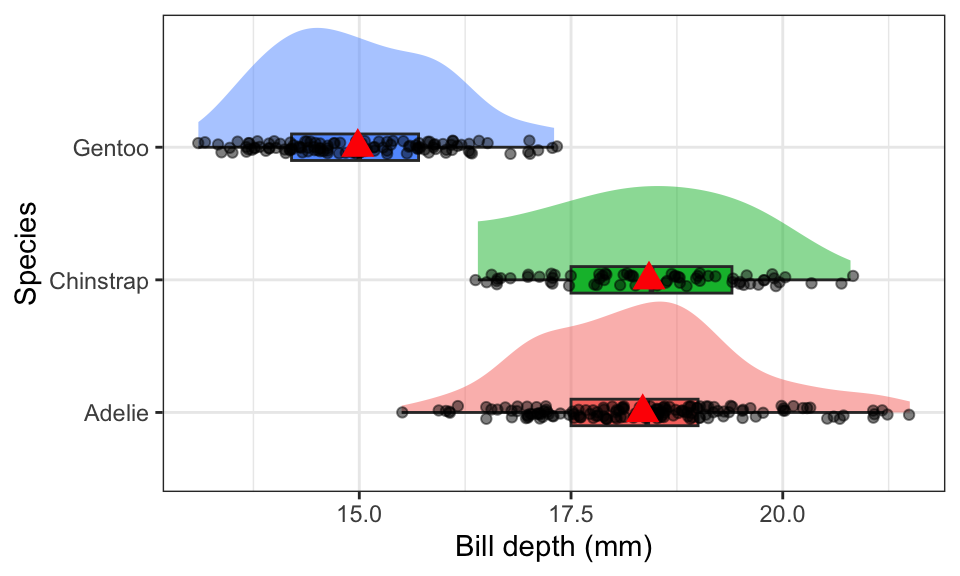 Species
Gentoo
Chinstrap
Adelie
15.0 17.5 20.0
Bill depth (mm)